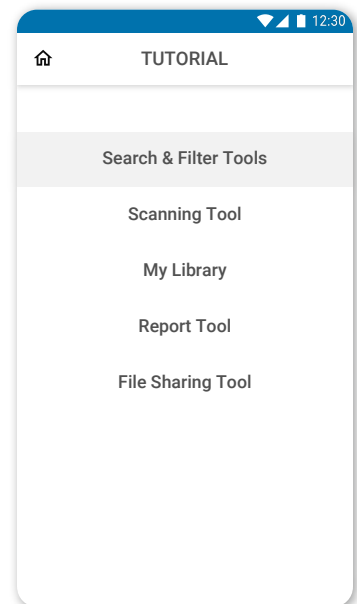 12:30
TUTORIAL
Search & Filter Tools
Scanning Tool
My Library
Report Tool
File Sharing Tool